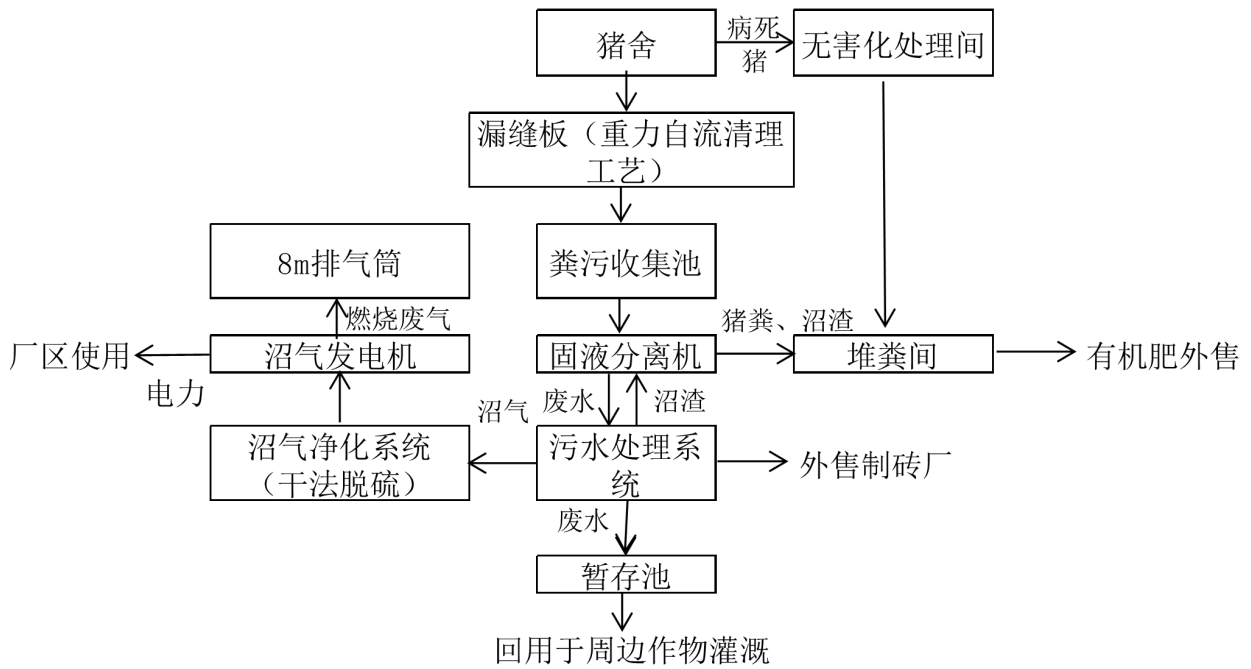 猪舍
病死
猪
无害化处理间
漏缝板（重力自流清理
工艺）
8m排气筒
粪污收集池
燃烧废气
猪粪、沼渣
厂区使用
沼气发电机
固液分离机
堆粪间
有机肥外售
电力
废水
沼渣
沼气
沼气净化系统
（干法脱硫）
污水处理系
统
外售制砖厂
废水
暂存池
回用于周边作物灌溉